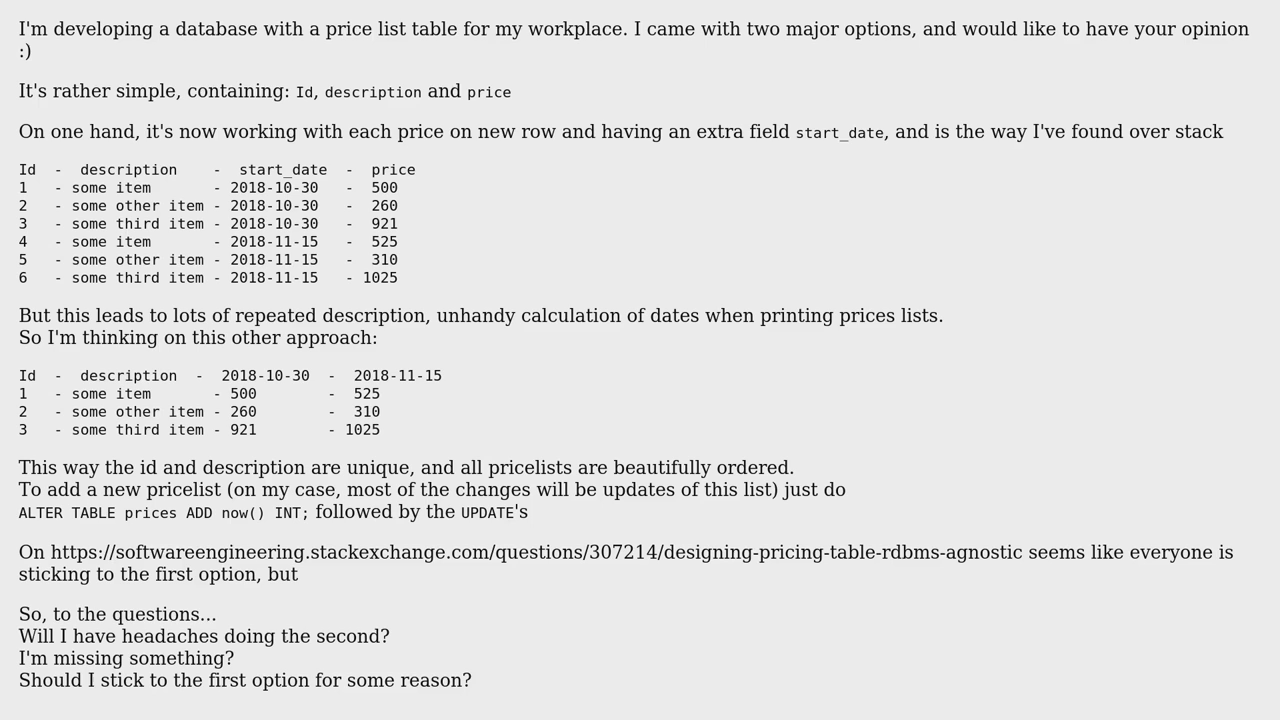 I'm developing a database with a price list table for my workplace. I came with two major options, and would like to have your opinion
:)
It's rather simple, containing: Id, description and price
On one hand, it's now working with each price on new row and having an extra field start_date, and is the way I've found over stack
Id  -  description    -  start_date  -  price
1   - some item       - 2018-10-30   -  500
2   - some other item - 2018-10-30   -  260
3   - some third item - 2018-10-30   -  921
4   - some item       - 2018-11-15   -  525
5   - some other item - 2018-11-15   -  310
6   - some third item - 2018-11-15   - 1025
But this leads to lots of repeated description, unhandy calculation of dates when printing prices lists.
So I'm thinking on this other approach:
Id  -  description  -  2018-10-30  -  2018-11-15
1   - some item       - 500        -  525
2   - some other item - 260        -  310
3   - some third item - 921        - 1025
This way the id and description are unique, and all pricelists are beautifully ordered.
To add a new pricelist (on my case, most of the changes will be updates of this list) just do
ALTER TABLE prices ADD now() INT; followed by the UPDATE's
On https://softwareengineering.stackexchange.com/questions/307214/designing-pricing-table-rdbms-agnostic seems like everyone is
sticking to the first option, but
So, to the questions...
Will I have headaches doing the second?
I'm missing something?
Should I stick to the first option for some reason?